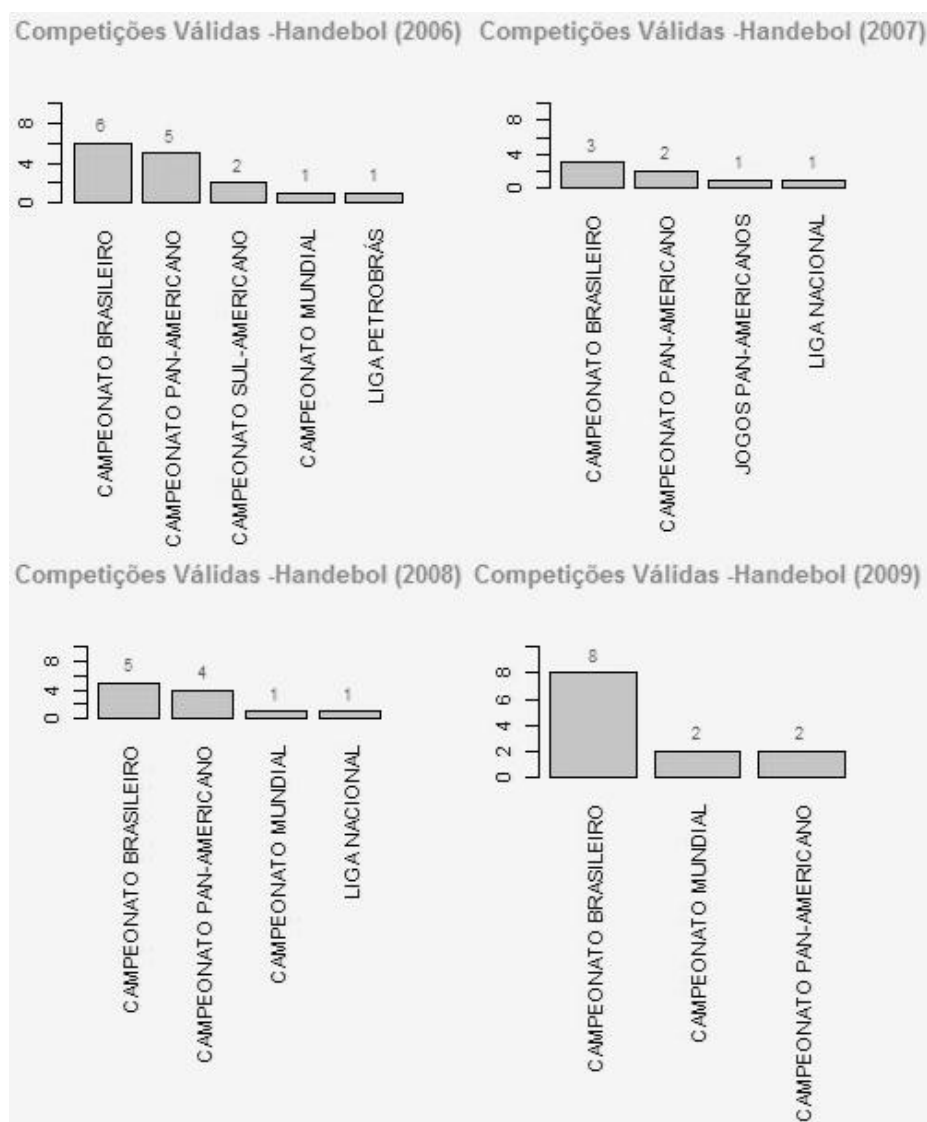 Competições Válidas -Handebol (2006)
8
4
0
6
5
2
1
1
CAMPEONATO BRASILEIRO
CAMPEONATO PAN-AMERICANO
CAMPEONATO SUL-AMERICANO
CAMPEONATO MUNDIAL
LIGA PETROBRÁS
Competições Válidas -Handebol (2007)
8
4
0
3
2
1
1
CAMPEONATO BRASILEIRO
CAMPEONATO PAN-AMERICANO
JOGOS PAN-AMERICANOS
LIGA NACIONAL
Competições Válidas -Handebol (2008)
8
4
0
5
4
1
1
CAMPEONATO BRASILEIRO
CAMPEONATO PAN-AMERICANO
CAMPEONATO MUNDIAL
LIGA NACIONAL
Competições Válidas -Handebol (2009)
8
6
4
2
0
8
2
2
CAMPEONATO BRASILEIRO
CAMPEONATO MUNDIAL
CAMPEONATO PAN-AMERICANO